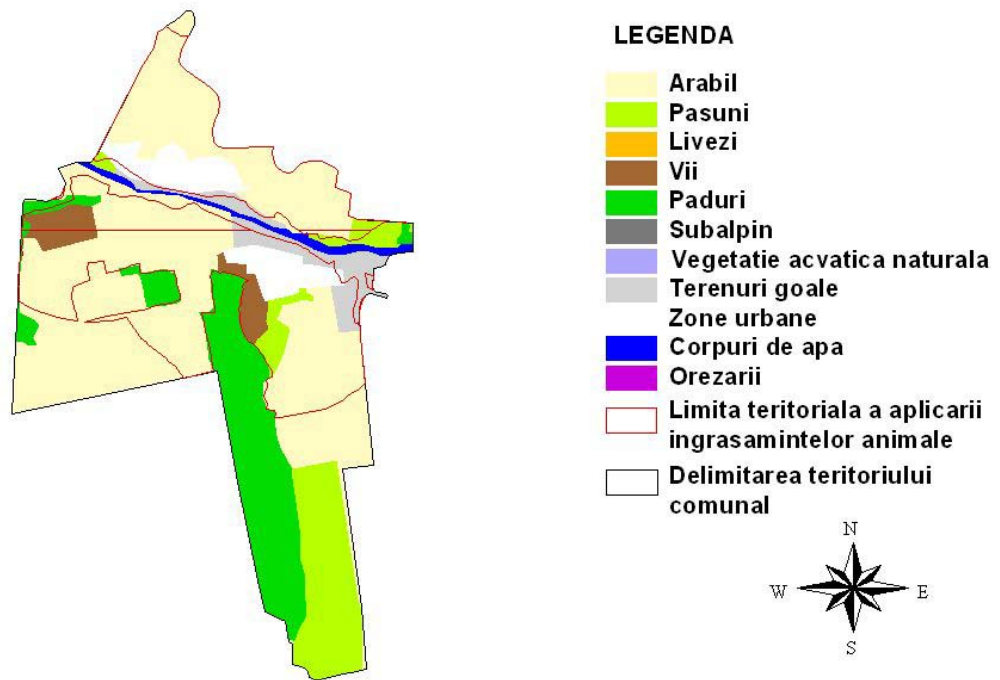 LEGENDA
Arabil
Pasuni
Livezi
Vii
Paduri
Subalpin
Vegetatie acvatica naturala
Terenuri goale
Zone urbane
Corpuri de apa
Orezarii
Limita teritoriala a aplicarii
ingrasamintelor animale
Delimitarea teritoriului
comunal
N
W E
S